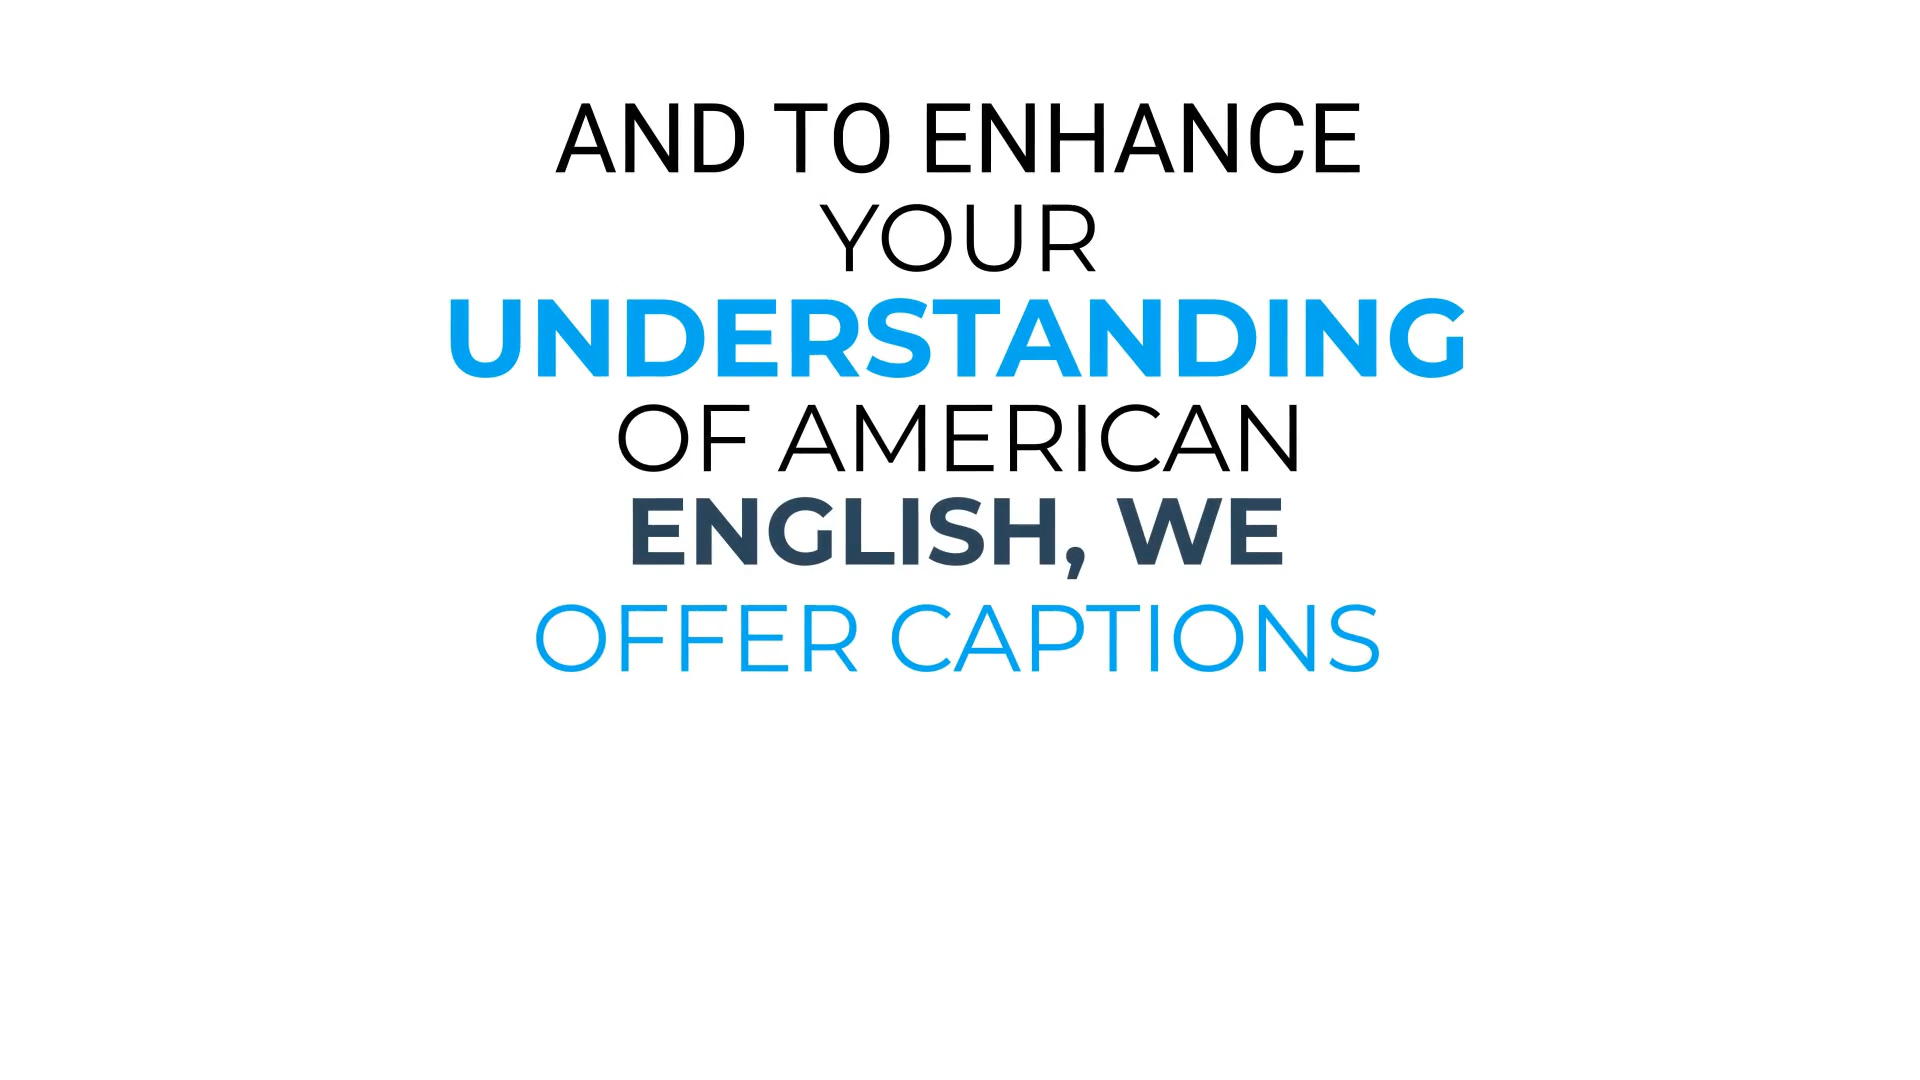 AND TO ENHANCE
YOUR
UNDERSTANDING
OF AMERICAN
ENGLISH, WE
OFFER CAPTIONS